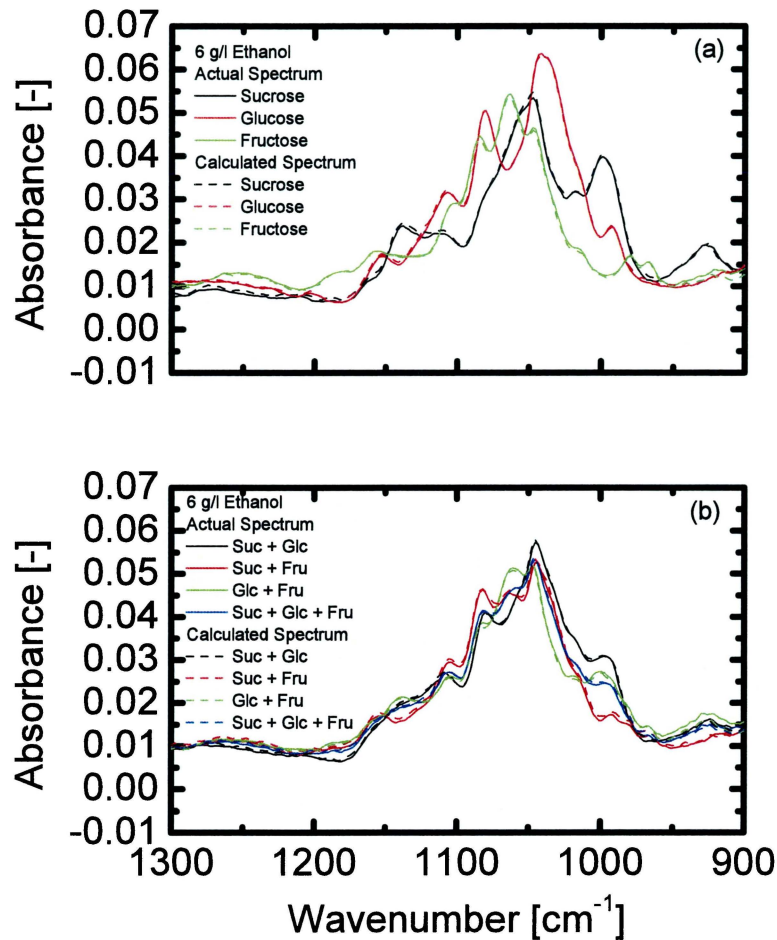 (a)
6 g/l Ethanol
Actual Spectrum
Sucrose
Glucose
Fructose
Calculated Spectrum
Sucrose
Glucose
Fructose
Absorbance [-]
0.07
0.06
0.05
0.04
0.03
0.02
0.01
0.00
-0.01
(b)
6 g/l Ethanol
Actual Spectrum
Suc + Glc
Suc + Fru
Glc + Fru
Suc + Glc + Fru
Calculated Spectrum
Suc + Glc
Suc + Fru
Glc + Fru
Suc + Glc + Fru
Absorbance [-]
0.07
0.06
0.05
0.04
0.03
0.02
0.01
0.00
-0.01
1300 1200 1100 1000 900
Wavenumber [cm⁻¹]